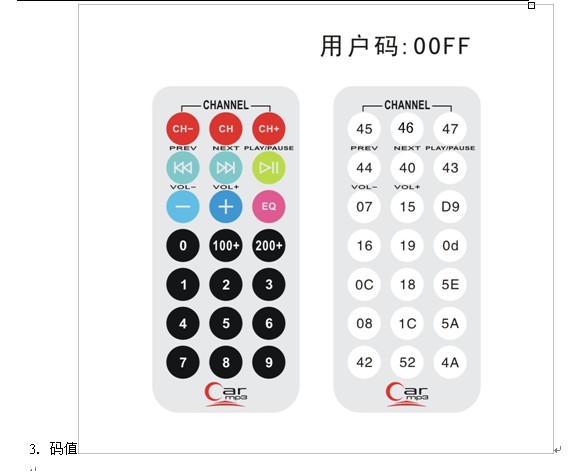 用户码:00FF
CHANNEL
CH− CH CH+
PREV NEXT PLAY/PAUSE
VOL− VOL+
− + EQ
0 100+ 200+
1 2 3
4 5 6
7 8 9
Car
mp3
CHANNEL
45 46 47
PREV NEXT PLAY/PAUSE
44 40 43
VOL− VOL+
07 15 D9
16 19 0d
0C 18 5E
08 1C 5A
42 52 4A
Car
mp3
3. 码值